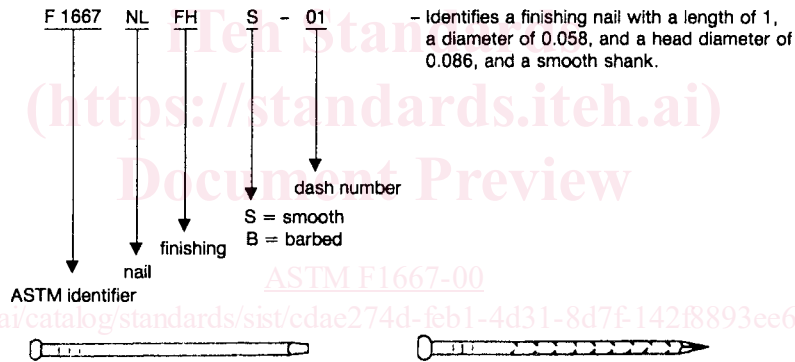 F 1667 NL FH S - 01
– Identifies a finishing nail with a length of 1,
a diameter of 0.058, and a head diameter of
0.086, and a smooth shank.
iTeh Standards
(https://standards.iteh.ai)
Document Preview
dash number
S = smooth
B = barbed
finishing
nail
ASTM identifier
ASTM F1667-00
ai/catalog/standards/sist/cdae274d-feb1-4d31-8d7f-142f8893ee6